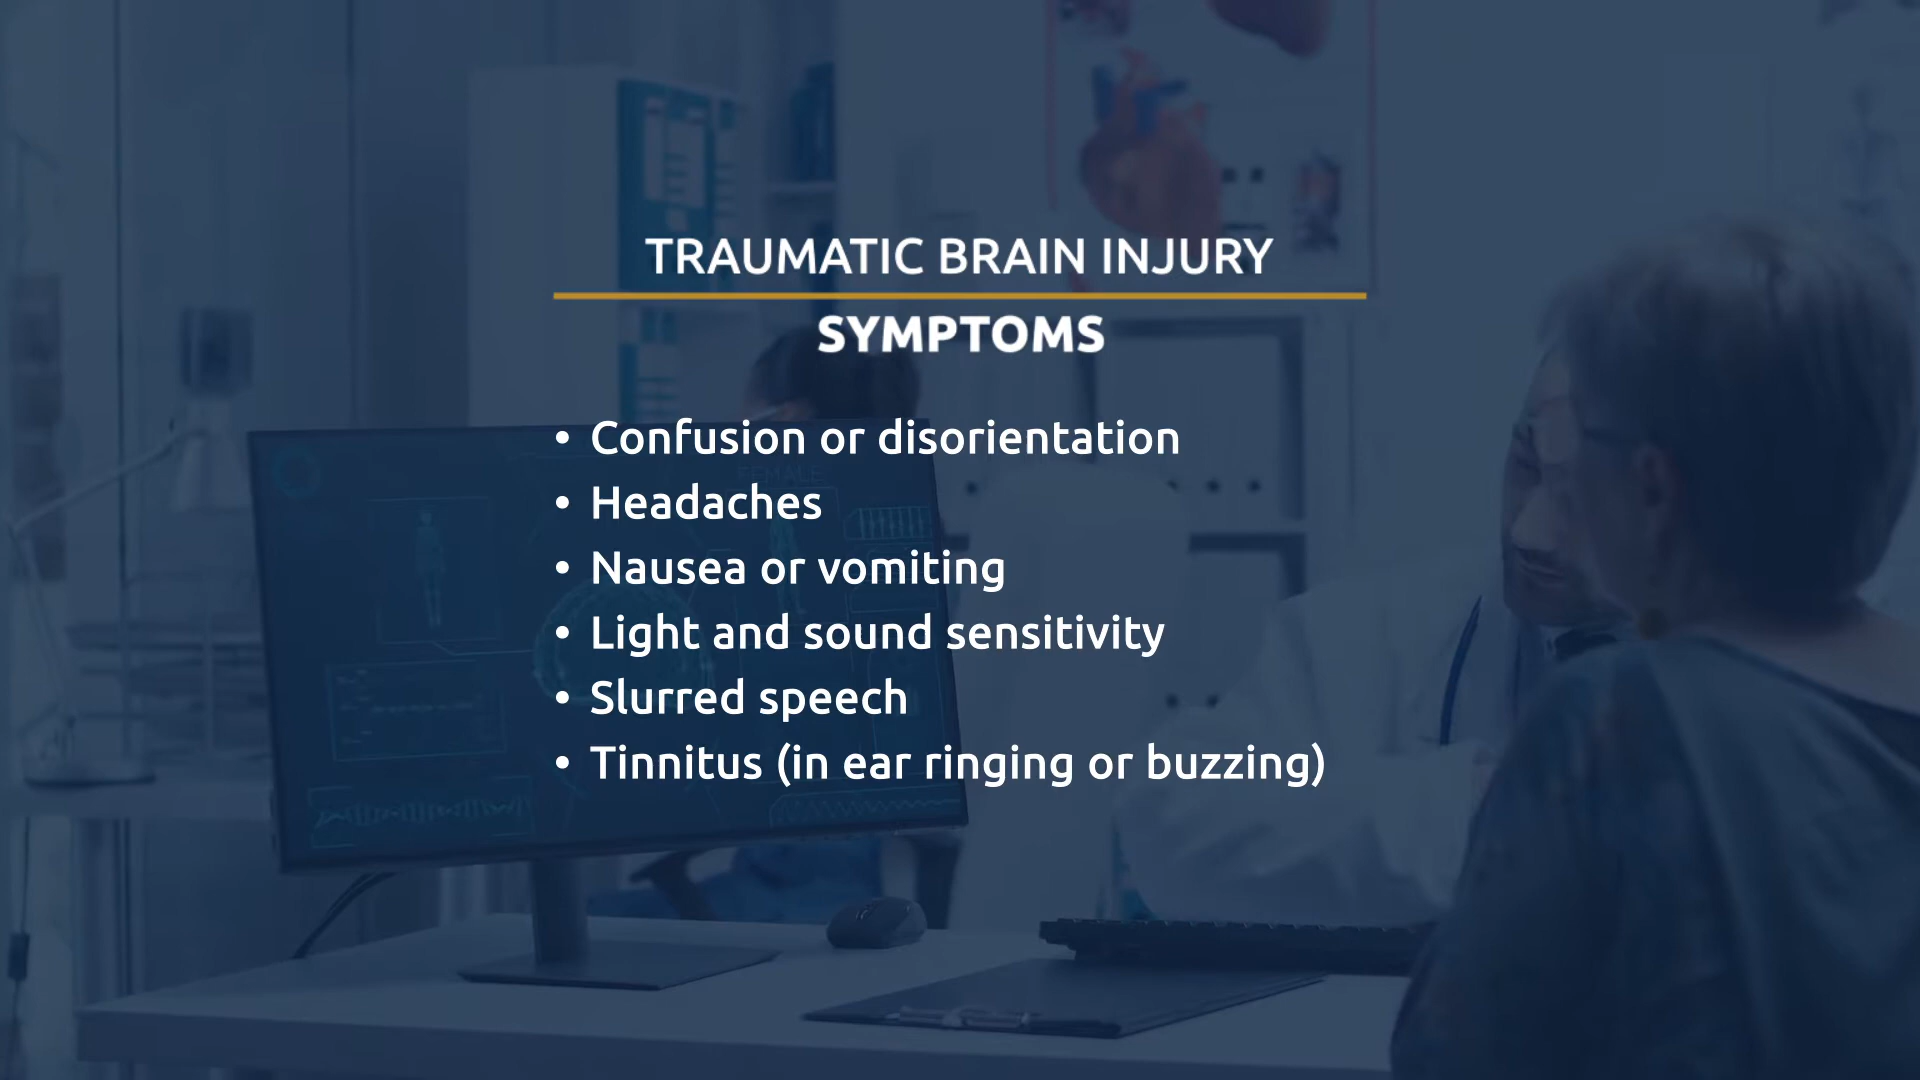 TRAUMATIC BRAIN INJURY
SYMPTOMS
• Confusion or disorientation
FEMALE
• Headaches
• Nausea or vomiting
• Light and sound sensitivity
• Slurred speech
• Tinnitus (in ear ringing or buzzing)